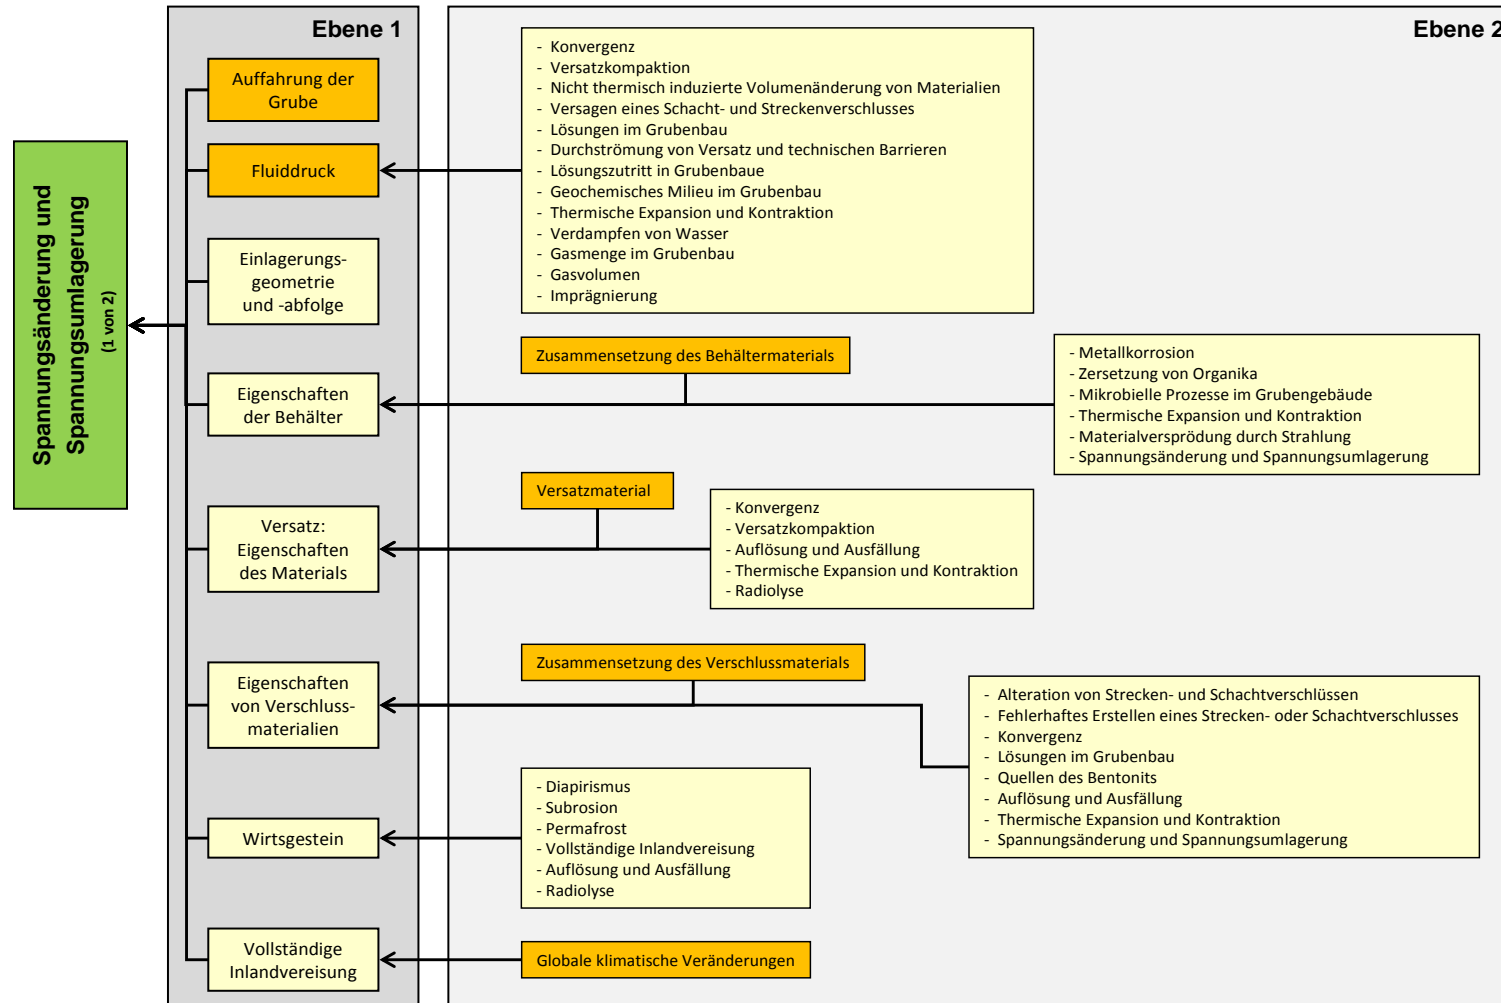 Spannungsänderung und
Spannungsumlagerung
(1 von 2)
Ebene 1
Auffahrung der
Grube
Fluiddruck
Einlagerungs-
geometrie
und -abfolge
Eigenschaften
der Behälter
Versatz:
Eigenschaften
des Materials
Eigenschaften
von Verschluss-
materialien
Wirtsgestein
Vollständige
Inlandvereisung
Ebene 2
- Konvergenz
- Versatzkompaktion
- Nicht thermisch induzierte Volumenänderung von Materialien
- Versagen eines Schacht- und Streckenverschlusses
- Lösungen im Grubenbau
- Durchströmung von Versatz und technischen Barrieren
- Lösungszutritt in Grubenbaue
- Geochemisches Milieu im Grubenbau
- Thermische Expansion und Kontraktion
- Verdampfen von Wasser
- Gasmenge im Grubenbau
- Gasvolumen
- Imprägnierung
Zusammensetzung des Behältermaterials
- Metallkorrosion
- Zersetzung von Organika
- Mikrobielle Prozesse im Grubengebäude
- Thermische Expansion und Kontraktion
- Materialversprödung durch Strahlung
- Spannungsänderung und Spannungsumlagerung
Versatzmaterial
- Konvergenz
- Versatzkompaktion
- Auflösung und Ausfällung
- Thermische Expansion und Kontraktion
- Radiolyse
Zusammensetzung des Verschlussmaterials
- Alteration von Strecken- und Schachtverschlüssen
- Fehlerhaftes Erstellen eines Strecken- oder Schachtverschlusses
- Konvergenz
- Lösungen im Grubenbau
- Quellen des Bentonits
- Auflösung und Ausfällung
- Thermische Expansion und Kontraktion
- Spannungsänderung und Spannungsumlagerung
- Diapirismus
- Subrosion
- Permafrost
- Vollständige Inlandvereisung
- Auflösung und Ausfällung
- Radiolyse
Globale klimatische Veränderungen